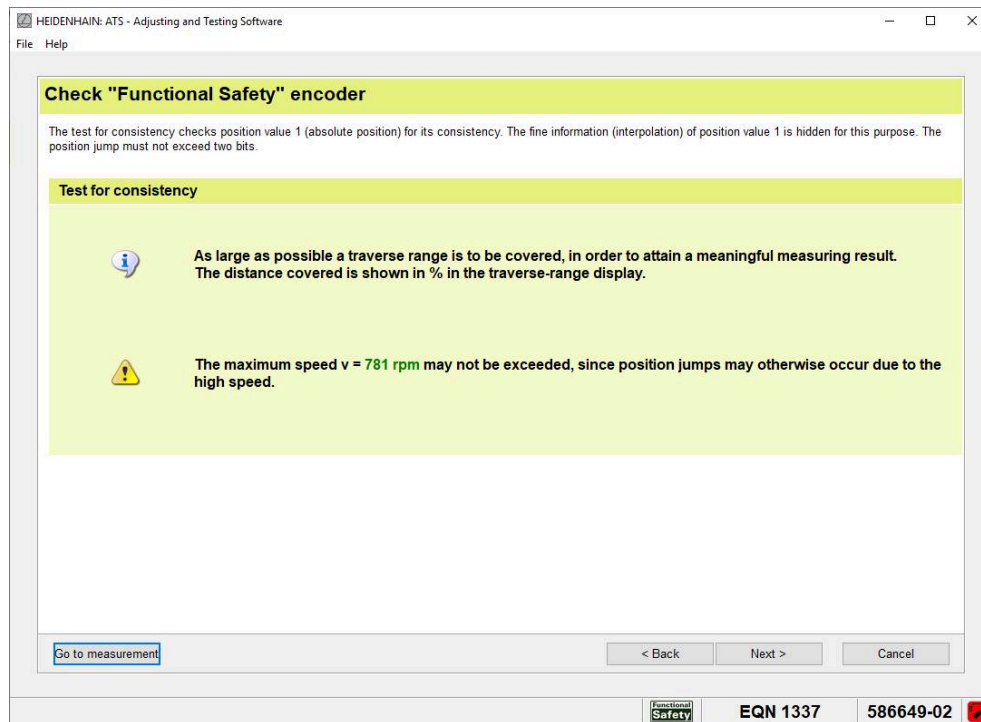 HEIDENHAIN: ATS - Adjusting and Testing Software
File Help
Check "Functional Safety" encoder
The test for consistency checks position value 1 (absolute position) for its consistency. The fine information (interpolation) of position value 1 is hidden for this purpose. The
position jump must not exceed two bits.
Test for consistency
As large as possible a traverse range is to be covered, in order to attain a meaningful measuring result.
The distance covered is shown in % in the traverse-range display.
The maximum speed v = 781 rpm may not be exceeded, since position jumps may otherwise occur due to the
high speed.
Go to measurement < Back Next > Cancel
Functional
Safety EQN 1337 586649-02